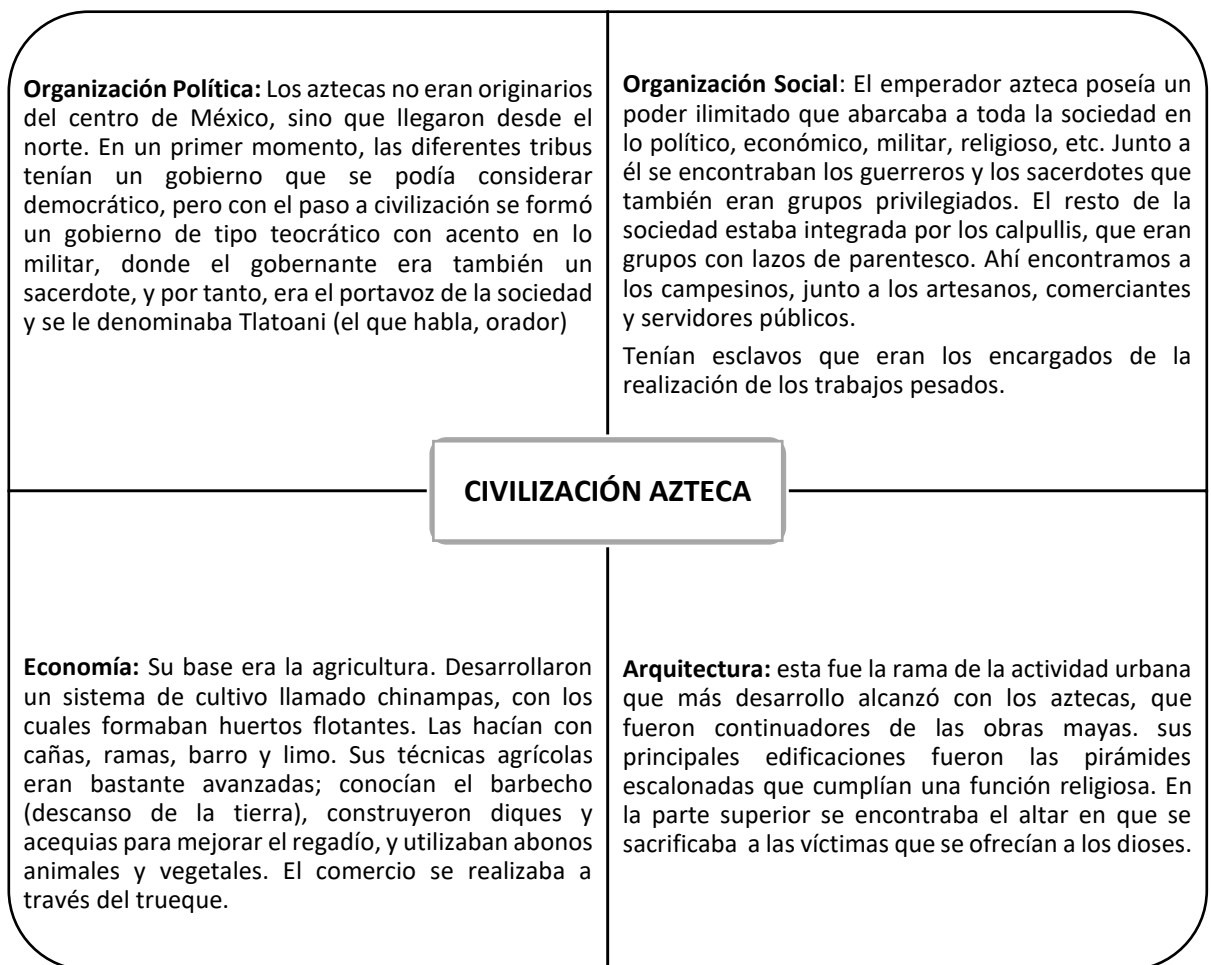 Organización Política: Los aztecas no eran originarios
del centro de México, sino que llegaron desde el
norte. En un primer momento, las diferentes tribus
tenían un gobierno que se podía considerar
democrático, pero con el paso a civilización se formó
un gobierno de tipo teocrático con acento en lo
militar, donde el gobernante era también un
sacerdote, y por tanto, era el portavoz de la sociedad
y se le denominaba Tlatoani (el que habla, orador)
Organización Social: El emperador azteca poseía un
poder ilimitado que abarcaba a toda la sociedad en
lo político, económico, militar, religioso, etc. Junto a
él se encontraban los guerreros y los sacerdotes que
también eran grupos privilegiados. El resto de la
sociedad estaba integrada por los calpullis, que eran
grupos con lazos de parentesco. Ahí encontramos a
los campesinos, junto a los artesanos, comerciantes
y servidores públicos.
Tenían esclavos que eran los encargados de la
realización de los trabajos pesados.
CIVILIZACIÓN AZTECA
Economía: Su base era la agricultura. Desarrollaron
un sistema de cultivo llamado chinampas, con los
cuales formaban huertos flotantes. Las hacían con
cañas, ramas, barro y limo. Sus técnicas agrícolas
eran bastante avanzadas; conocían el barbecho
(descanso de la tierra), construyeron diques y
acequias para mejorar el regadío, y utilizaban abonos
animales y vegetales. El comercio se realizaba a
través del trueque.
Arquitectura: esta fue la rama de la actividad urbana
que más desarrollo alcanzó con los aztecas, que
fueron continuadores de las obras mayas. sus
principales edificaciones fueron las pirámides
escalonadas que cumplían una función religiosa. En
la parte superior se encontraba el altar en que se
sacrificaba a las víctimas que se ofrecían a los dioses.